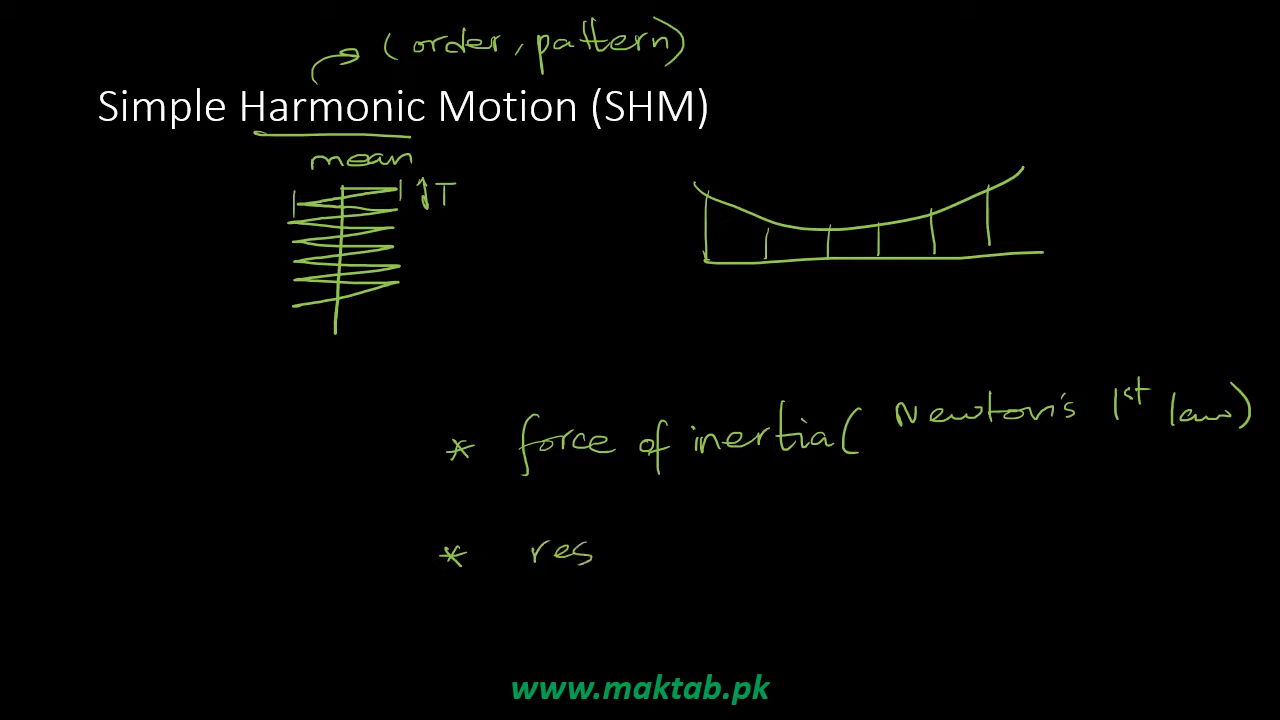 (order, pattern)
Simple Harmonic Motion (SHM)
mean
T
* force of inertia( Newton's 1st law)
* res
www.maktab.pk